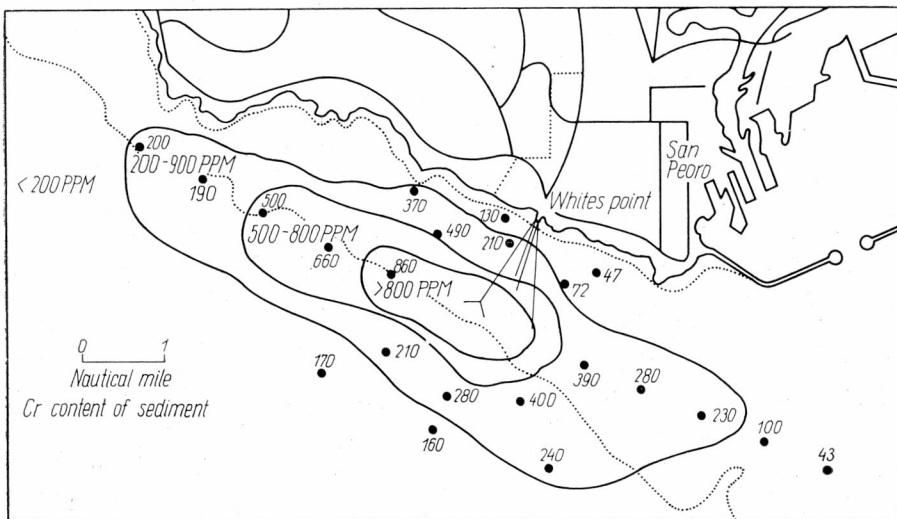 200
200-900 PPM
< 200 PPM
190
500
370
130
Whites point
San
Peoro
500-800 PPM
490
210
660
860
47
>800 PPM
72
0 1
Nautical mile
Cr content of sediment
170
210
390
280
280
400
230
160
240
100
43